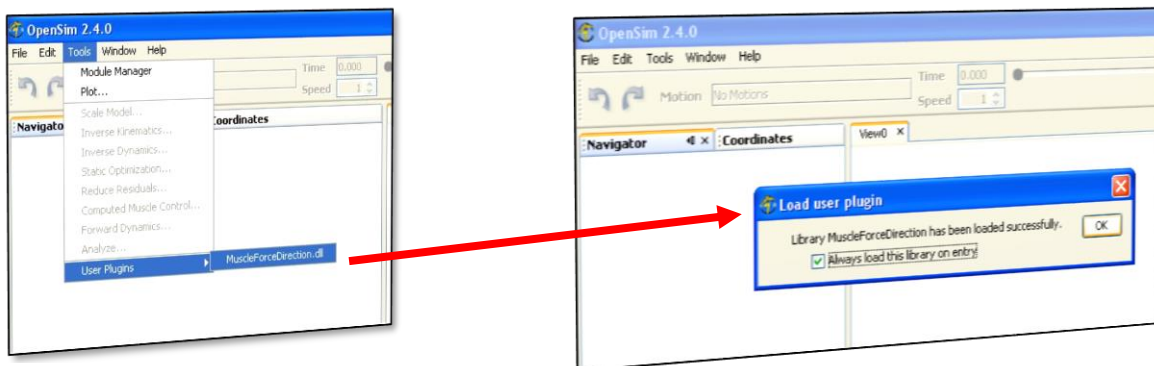 OpenSim 2.4.0
File Edit Tools Window Help
Module Manager
Plot...
Scale Model...
Inverse Kinematics...
Inverse Dynamics...
Static Optimization...
Reduce Residuals...
Computed Muscle Control...
Forward Dynamics...
Analyze...
User Plugins
MuscleForceDirection.dll
Time 0.000
Speed 1
Navigato
Coordinates
OpenSim 2.4.0
File Edit Tools Window Help
Motion No Motions
Time 0.000
Speed 1
Navigator
Coordinates
View0
Load user plugin
Library MuscleForceDirection has been loaded successfully.
OK
Always load this library on entry